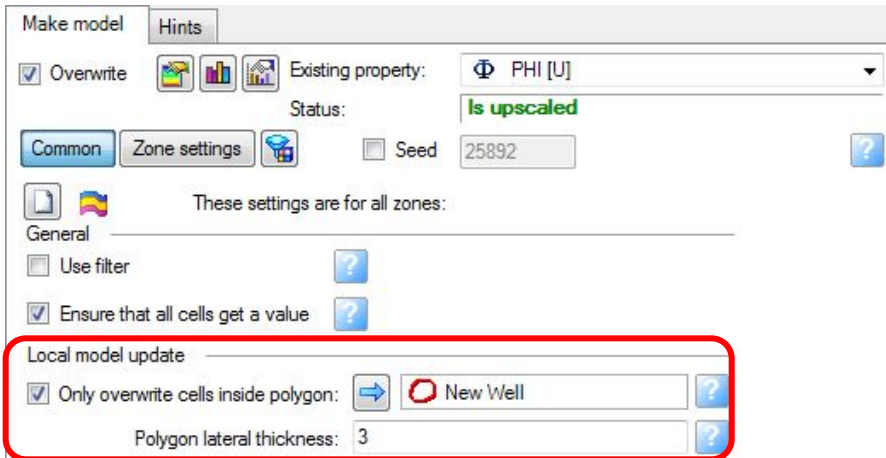 Make model Hints
Overwrite Existing property: Φ PHI [U]
Status: Is upscaled
Common Zone settings Seed 25892 ?
These settings are for all zones:
General
Use filter ?
Ensure that all cells get a value ?
Local model update
Only overwrite cells inside polygon: New Well ?
Polygon lateral thickness: 3 ?